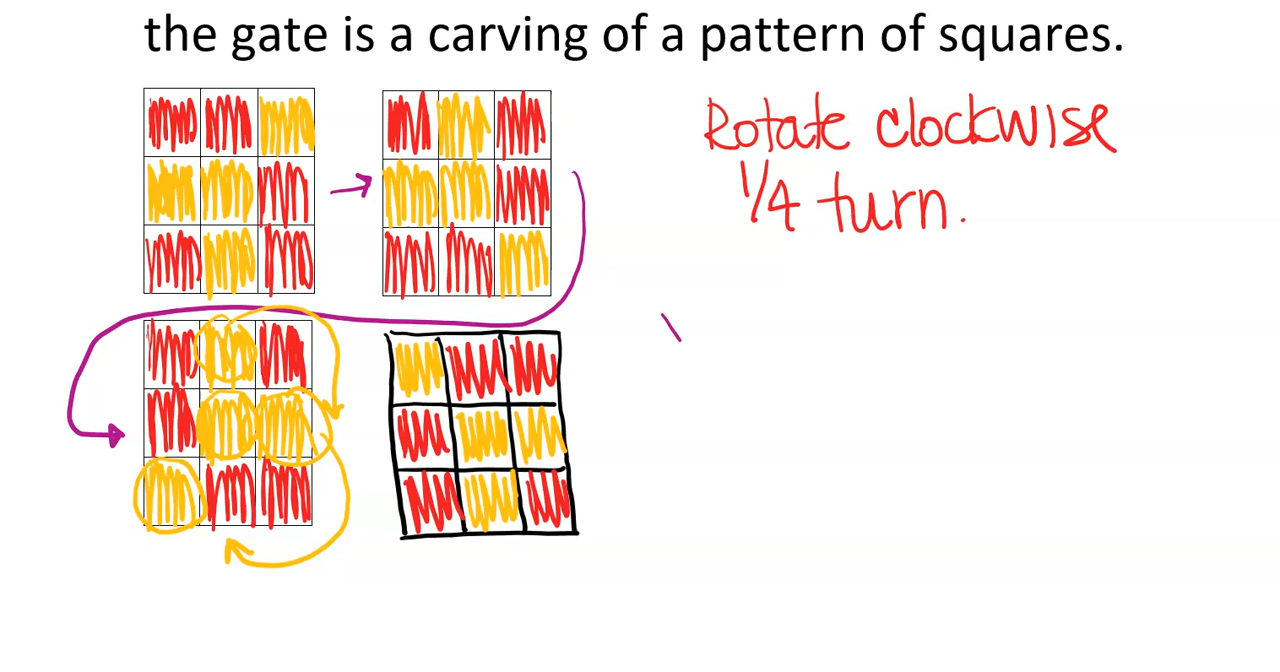 the gate is a carving of a pattern of squares.
Rotate clockwise
1/4 turn.